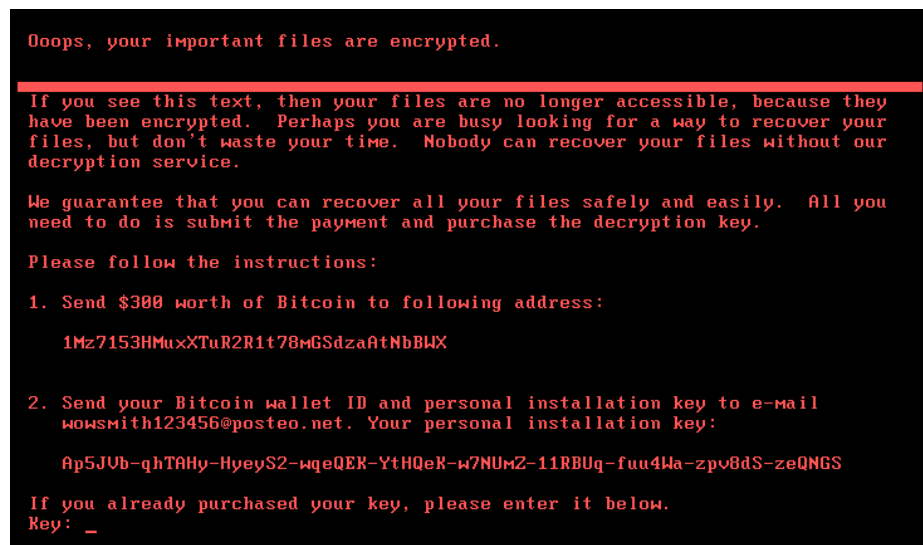 Ooops, your important files are encrypted.
If you see this text, then your files are no longer accessible, because they
have been encrypted.  Perhaps you are busy looking for a way to recover your
files, but don't waste your time.  Nobody can recover your files without our
decryption service.
We guarantee that you can recover all your files safely and easily.  All you
need to do is submit the payment and purchase the decryption key.
Please follow the instructions:
1. Send $300 worth of Bitcoin to following address:
1Mz7153HMuxXTuR2R1t78mGSdzaAtNbBWX
2. Send your Bitcoin wallet ID and personal installation key to e-mail
wowsmith123456@posteo.net. Your personal installation key:
Ap5JVb-qhTAHy-HyeyS2-wqeQEK-YtHQeK-w7NUmZ-11RBUq-fuu4Wa-zpv8dS-zeQNGS
If you already purchased your key, please enter it below.
Key: _